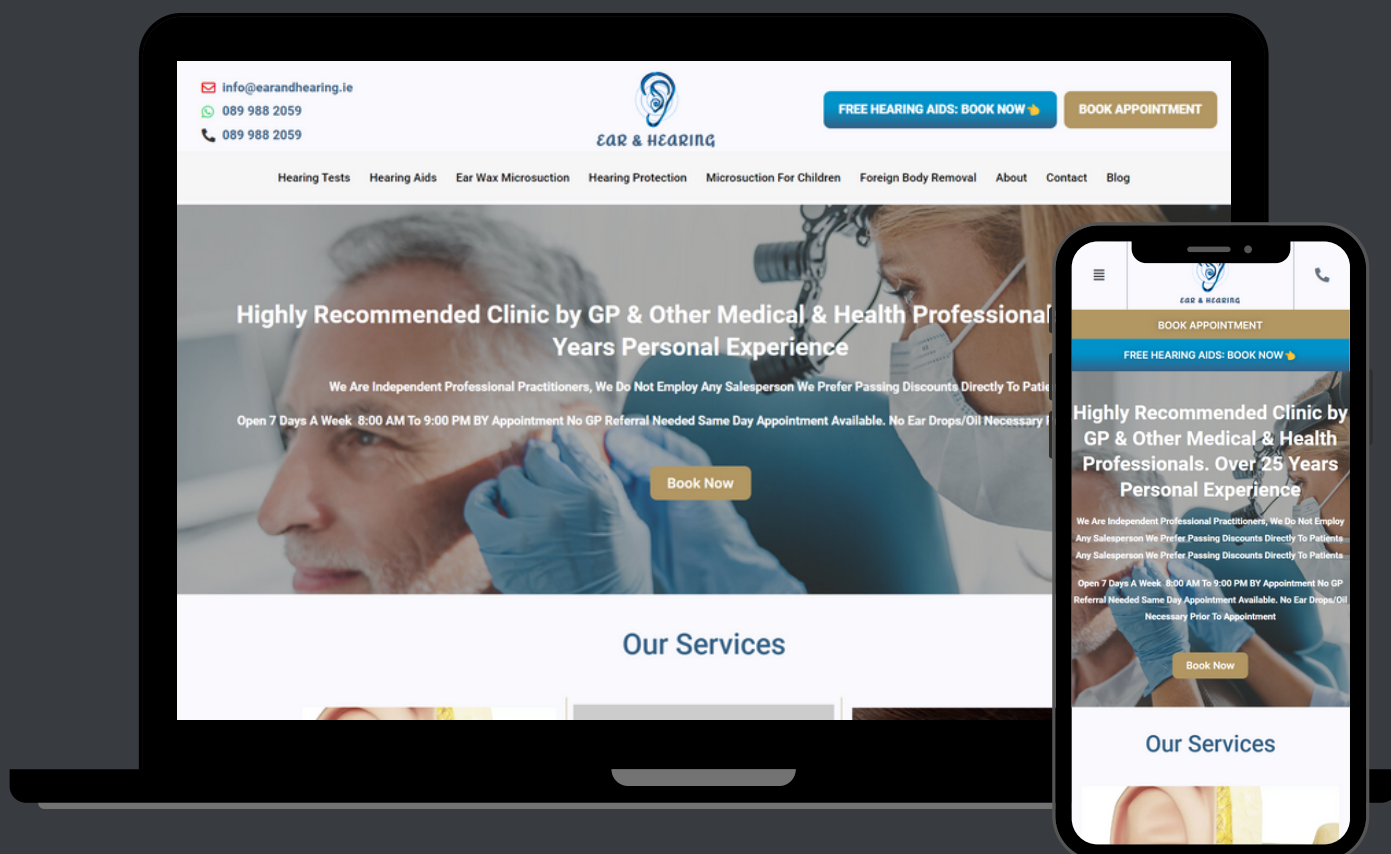 info@earandhearing.ie
089 988 2059
089 988 2059
EAR & HEARING
FREE HEARING AIDS: BOOK NOW👈
BOOK APPOINTMENT
Hearing Tests Hearing Aids Ear Wax Microsuction Hearing Protection Microsuction For Children Foreign Body Removal About Contact Blog
Highly Recommended Clinic by GP & Other Medical & Health Professional
Years Personal Experience
We Are Independent Professional Practitioners, We Do Not Employ Any Salesperson We Prefer Passing Discounts Directly To Patie
Open 7 Days A Week 8:00 AM To 9:00 PM BY Appointment No GP Referral Needed Same Day Appointment Available. No Ear Drops/Oil Necessary
Book Now
Our Services
EAR & HEARING
BOOK APPOINTMENT
FREE HEARING AIDS: BOOK NOW👈
Highly Recommended Clinic by
GP & Other Medical & Health
Professionals. Over 25 Years
Personal Experience
We Are Independent Professional Practitioners, We Do Not Employ
Any Salesperson We Prefer Passing Discounts Directly To Patients
Any Salesperson We Prefer Passing Discounts Directly To Patients
Open 7 Days A Week 8:00 AM To 9:00 PM BY Appointment No GP
Referral Needed Same Day Appointment Available. No Ear Drops/Oil
Necessary Prior To Appointment
Book Now
Our Services